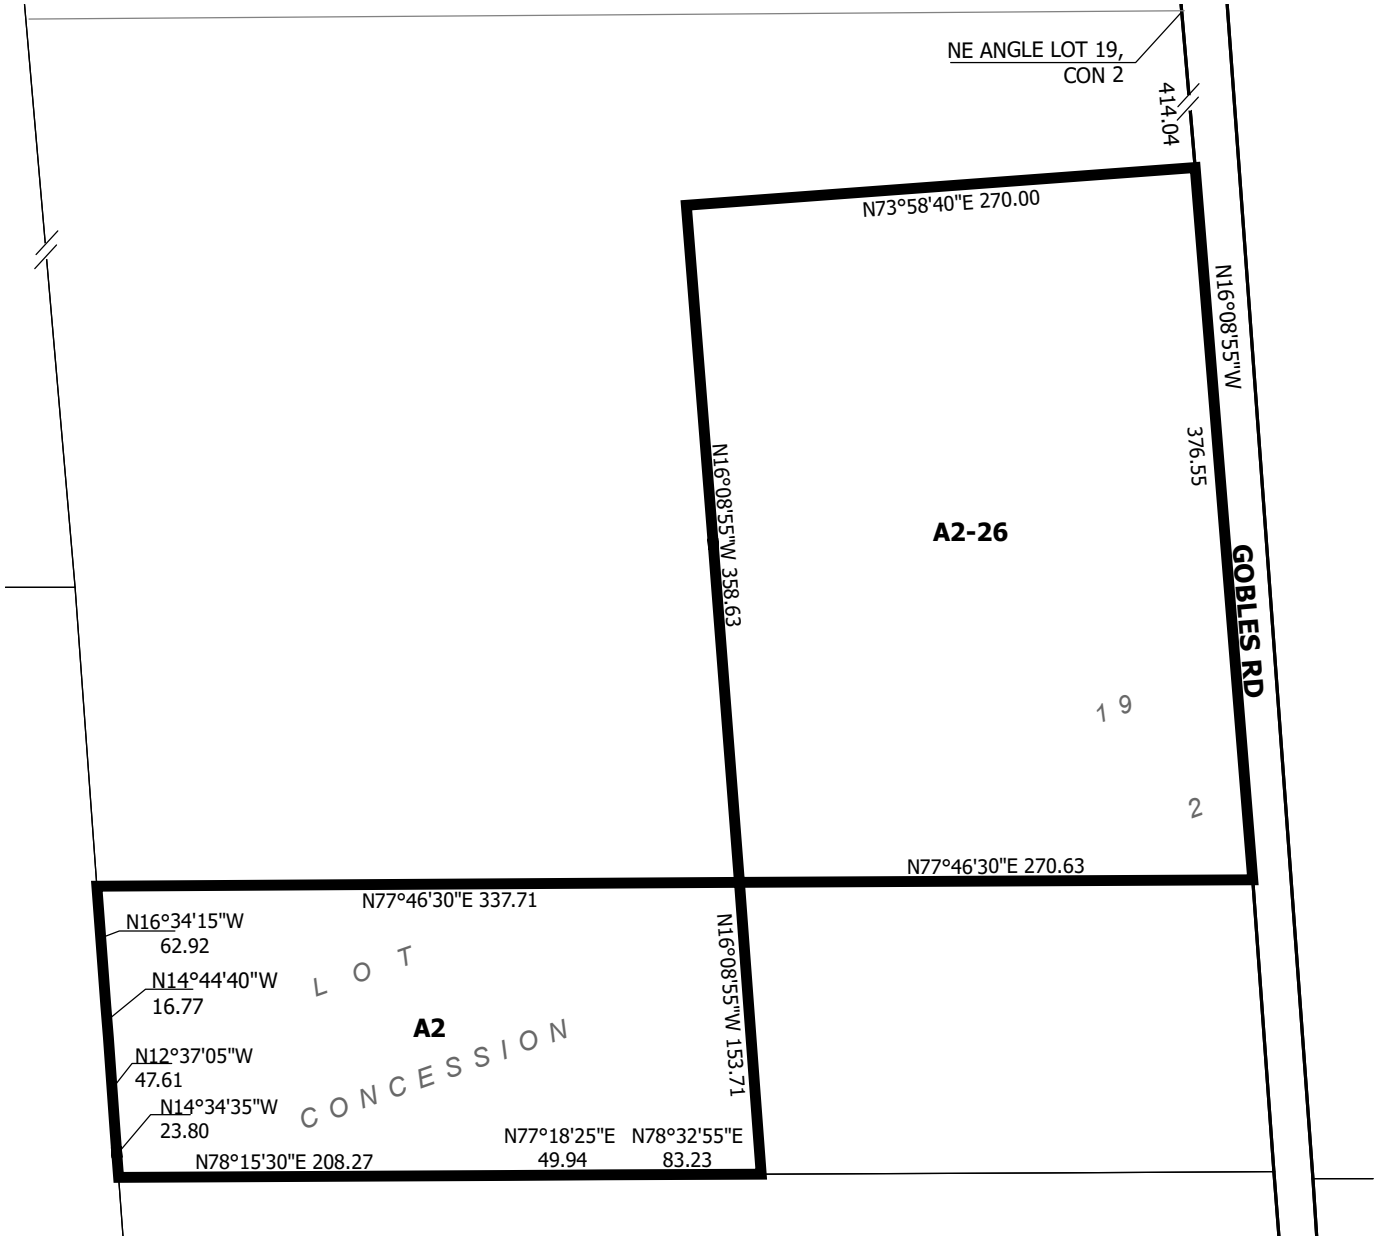 NE ANGLE LOT 19,
CON 2
414.04
N73°58'40"E 270.00
N16°08'55"W
376.55
N16°08'55"W 358.63
A2-26
GOBLES RD
19
2
N77°46'30"E 270.63
N77°46'30"E 337.71
N16°34'15"W
62.92
N14°44'40"W
16.77
N12°37'05"W
47.61
N14°34'35"W
23.80
LOT
A2
CONCESSION
N16°08'55"W 153.71
N77°18'25"E
49.94
N78°32'55"E
83.23
N78°15'30"E 208.27